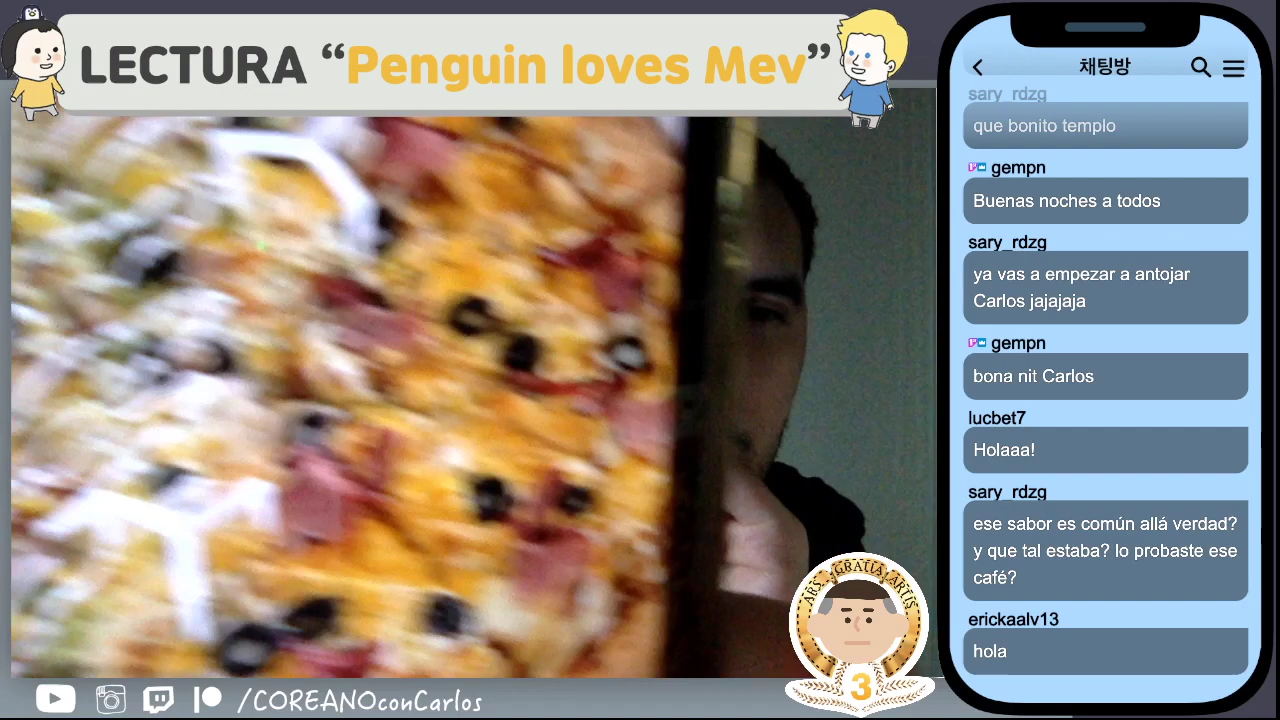 LECTURA “Penguin loves Mev”
채팅방
sary_rdzg
que bonito templo
gempn
Buenas noches a todos
sary_rdzg
ya vas a empezar a antojar
Carlos jajajaja
gempn
bona nit Carlos
lucbet7
Holaaa!
sary_rdzg
ese sabor es común allá verdad?
y que tal estaba? lo probaste ese
café?
erickaalv13
hola
ARS GRATIA ARTIS
3
/COREANOconCarlos